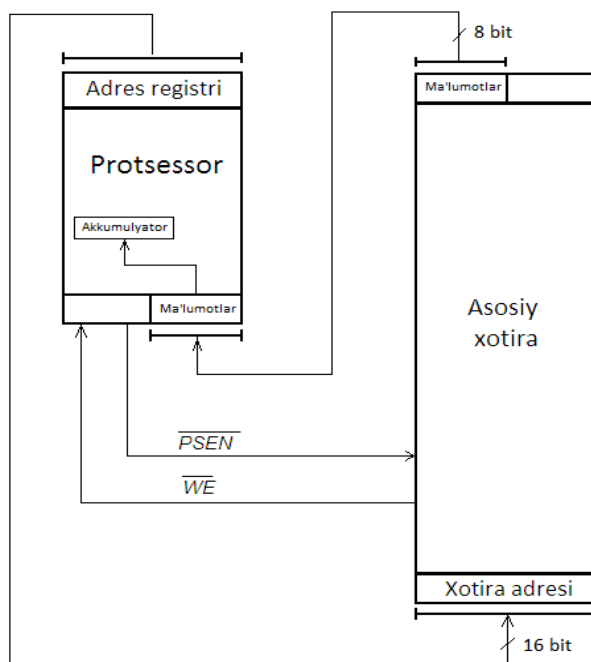 8 bit
Adres registri
Ma'lumotlar
Protsessor
Akkumulyator
Ma'lumotlar
Asosiy
xotira
PSEN
WE
Xotira adresi
16 bit